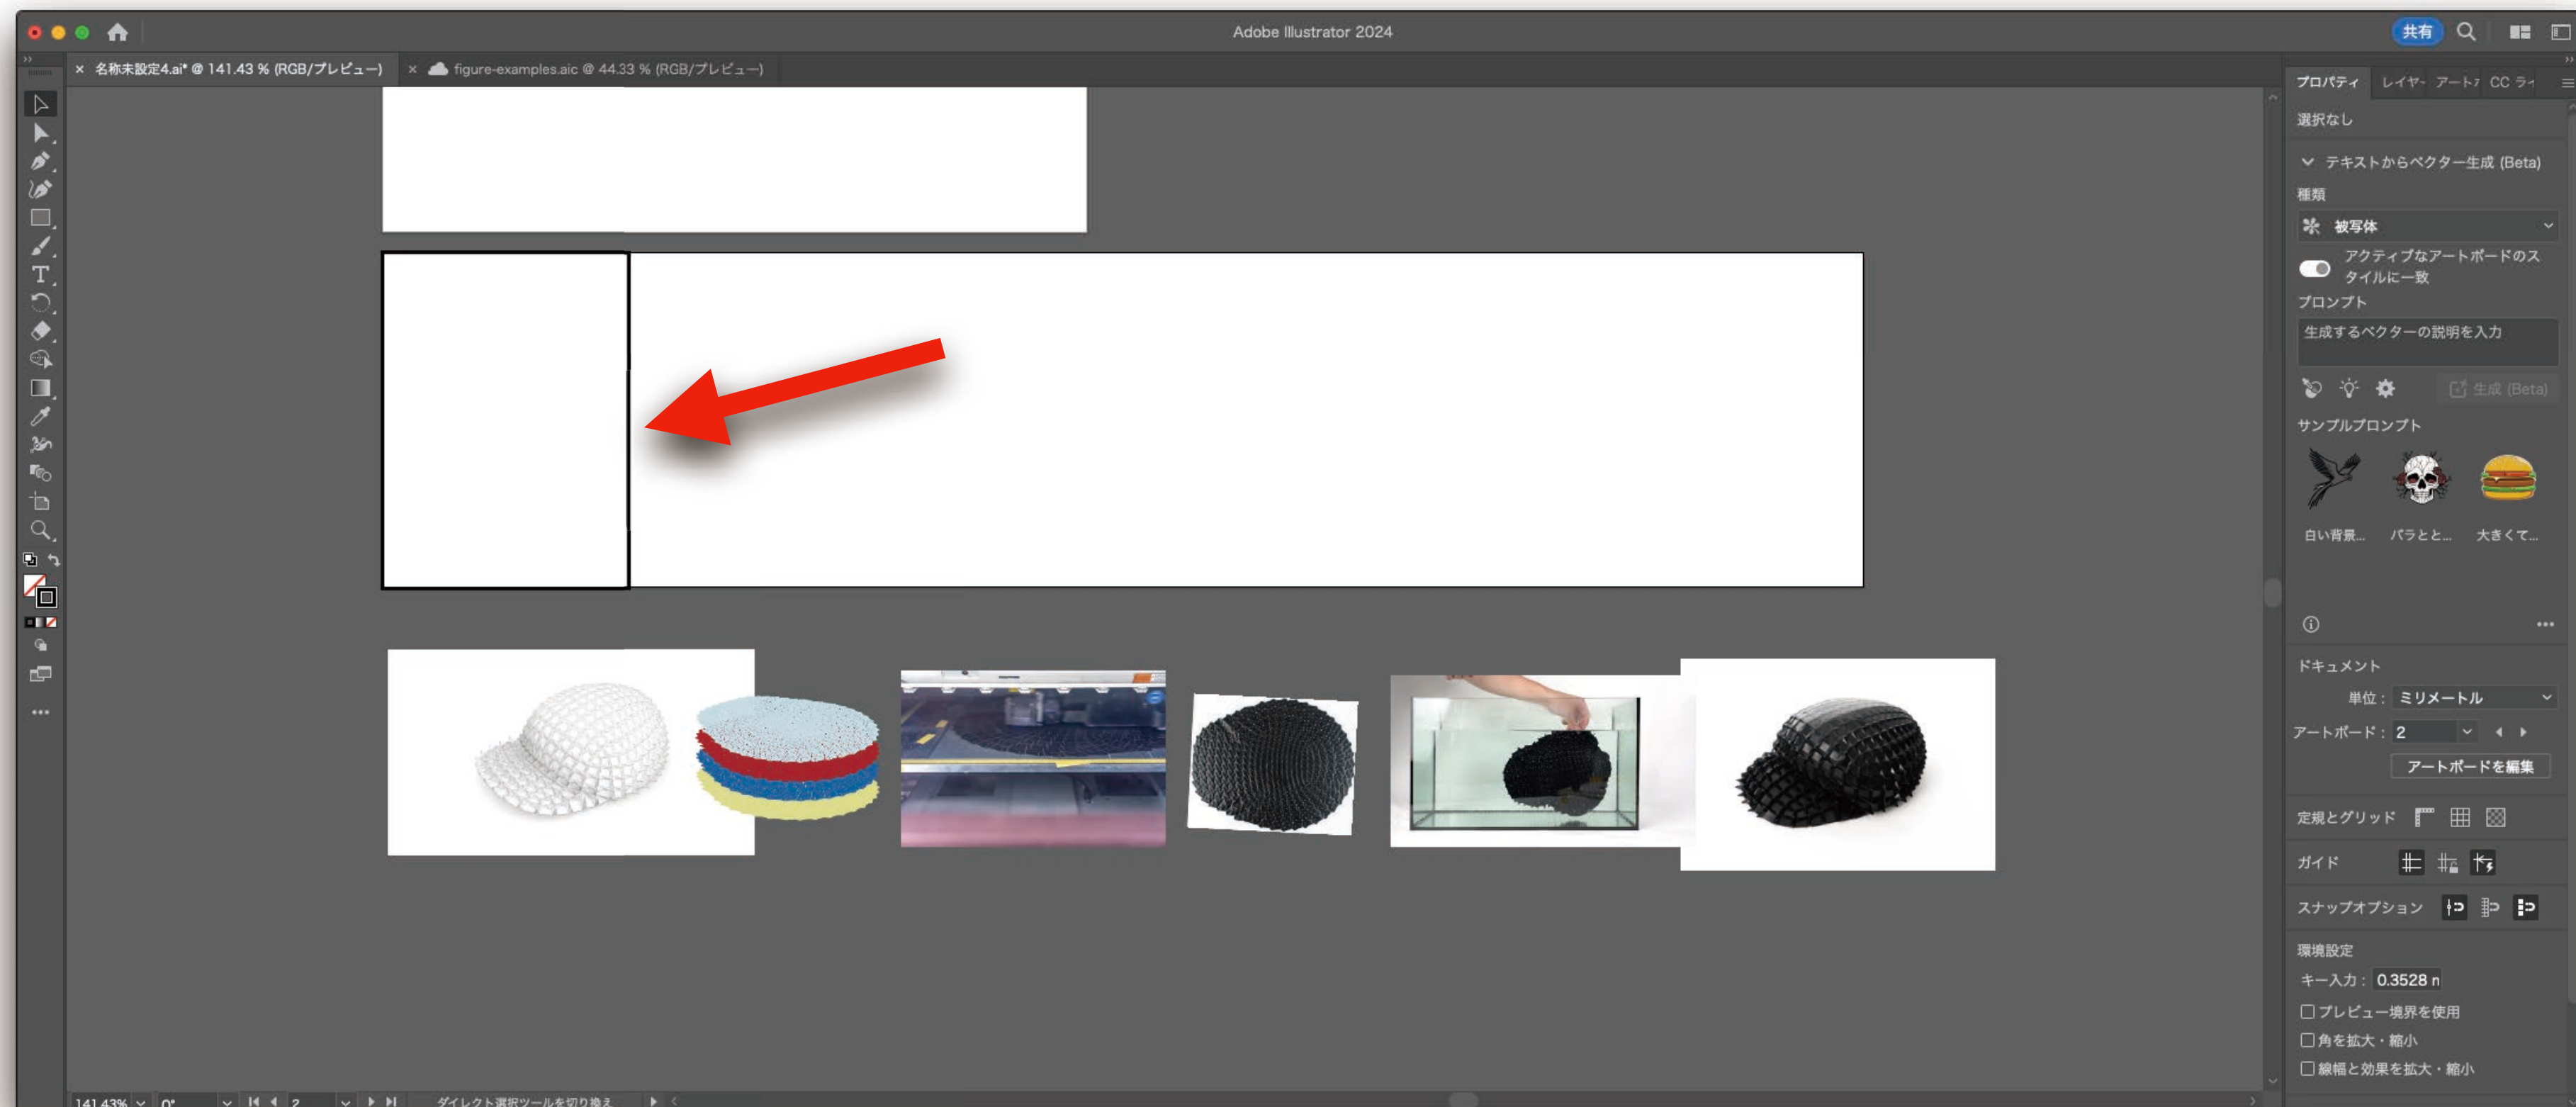 Adobe Illustrator 2024
共有
× 名称未設定4.ai* @ 141.43 % (RGB/プレビュー)
× figure-examples.aic @ 44.33 % (RGB/プレビュー)
プロパティ レイヤー アートボ CC ライ
選択なし
テキストからベクター生成 (Beta)
種類
被写体
アクティブなアートボードのス
タイルに一致
プロンプト
生成するベクターの説明を入力
生成 (Beta)
サンプルプロンプト
白い背景... バラとと... 大きくて...
ドキュメント
単位 : ミリメートル
アートボード : 2
アートボードを編集
定規とグリッド
ガイド
スナップオプション
環境設定
キー入力 : 0.3528 n
プレビュー境界を使用
角を拡大・縮小
線幅と効果を拡大・縮小
141.43% 0° 2 ダイレクト選択ツールを切り換え